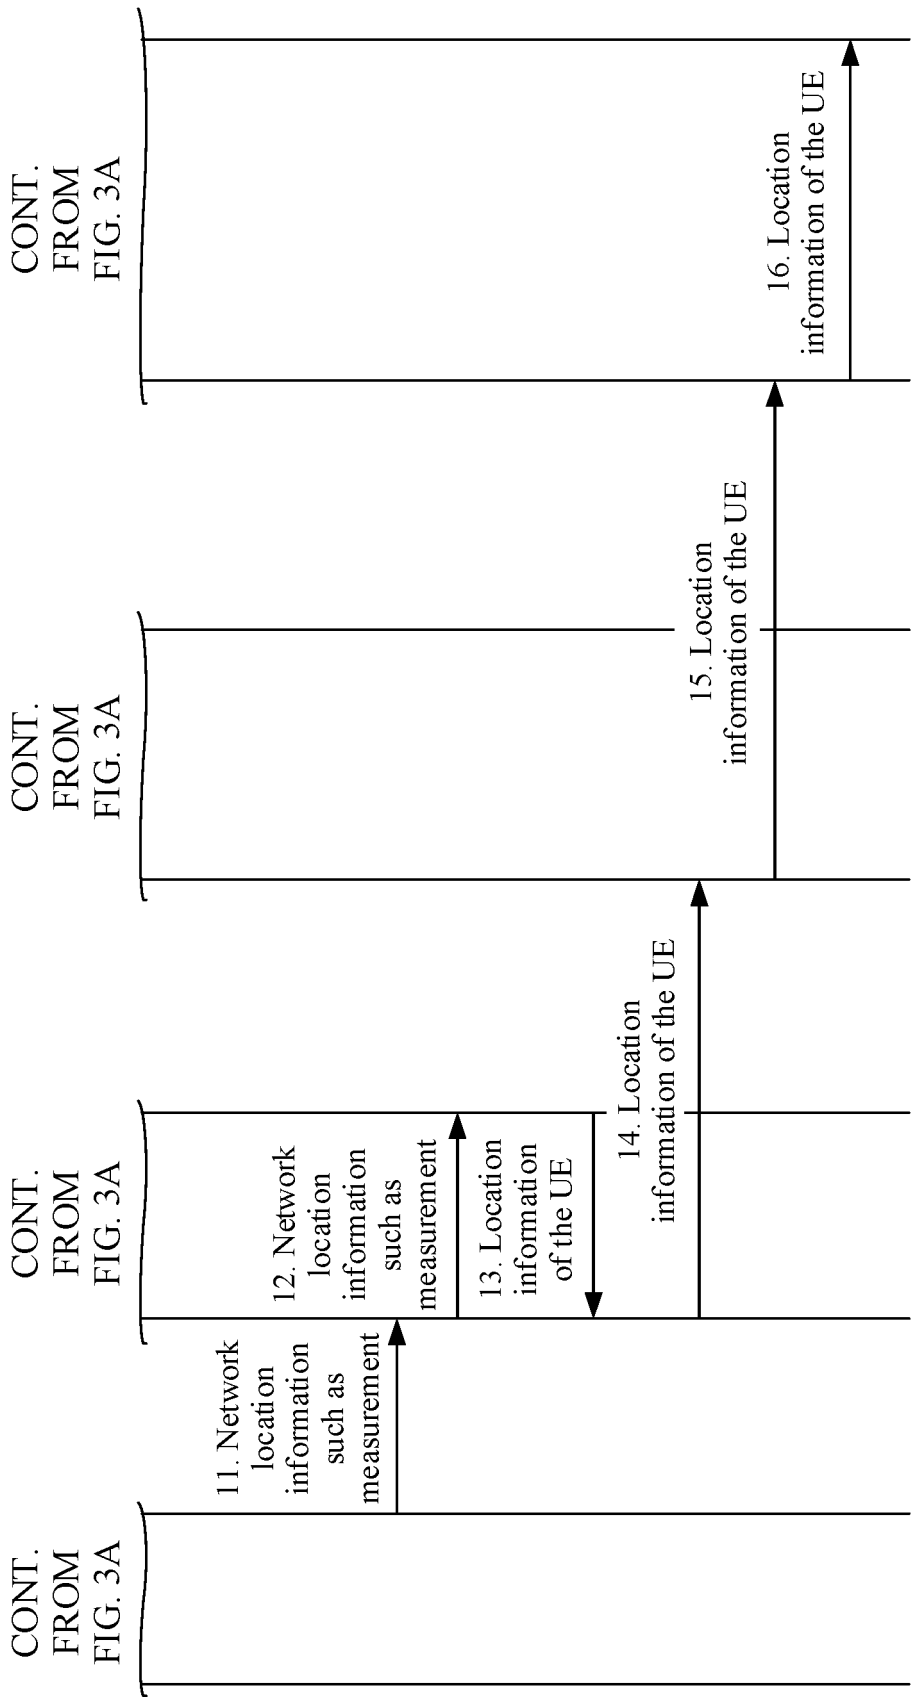 CONT.
FROM
FIG. 3A
CONT.
FROM
FIG. 3A
CONT.
FROM
FIG. 3A
CONT.
FROM
FIG. 3A
11. Network
location
information
such as
measurement
12. Network
location
information
such as
measurement
13. Location
information
of the UE
14. Location
information of the UE
15. Location
information of the UE
16. Location
information of the UE